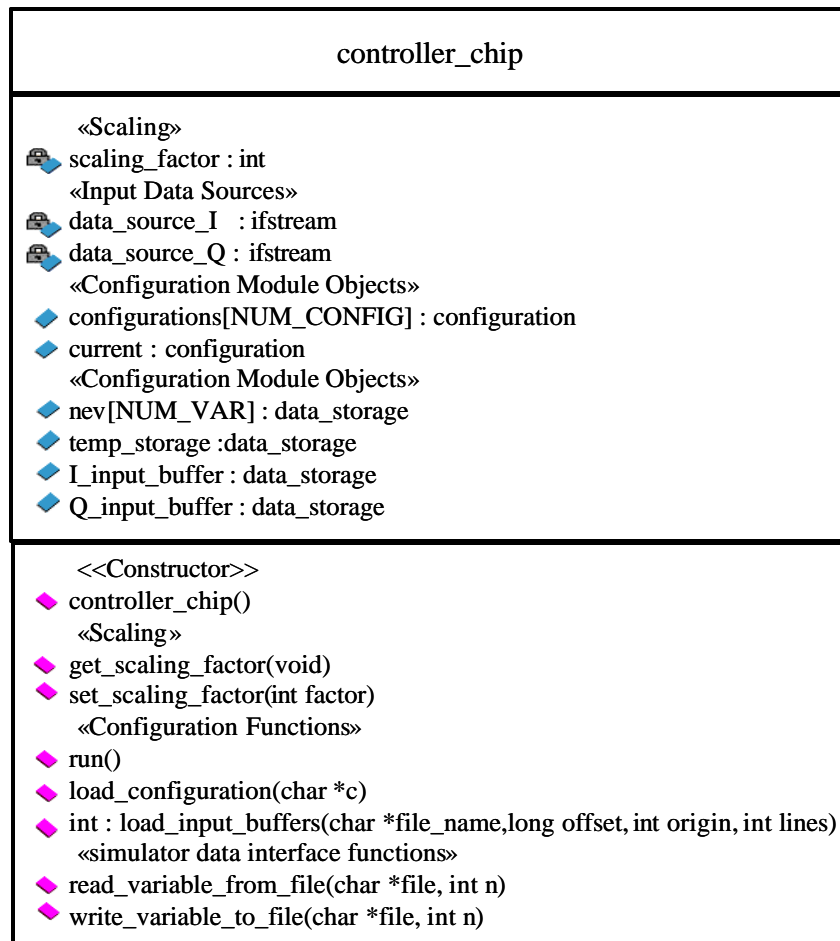 controller_chip
«Scaling»
scaling_factor : int
«Input Data Sources»
data_source_I : ifstream
data_source_Q : ifstream
«Configuration Module Objects»
configurations[NUM_CONFIG] : configuration
current : configuration
«Configuration Module Objects»
nev[NUM_VAR] : data_storage
temp_storage :data_storage
I_input_buffer : data_storage
Q_input_buffer : data_storage
<<Constructor>>
controller_chip()
«Scaling»
get_scaling_factor(void)
set_scaling_factor(int factor)
«Configuration Functions»
run()
load_configuration(char *c)
int : load_input_buffers(char *file_name,long offset, int origin, int lines)
«simulator data interface functions»
read_variable_from_file(char *file, int n)
write_variable_to_file(char *file, int n)